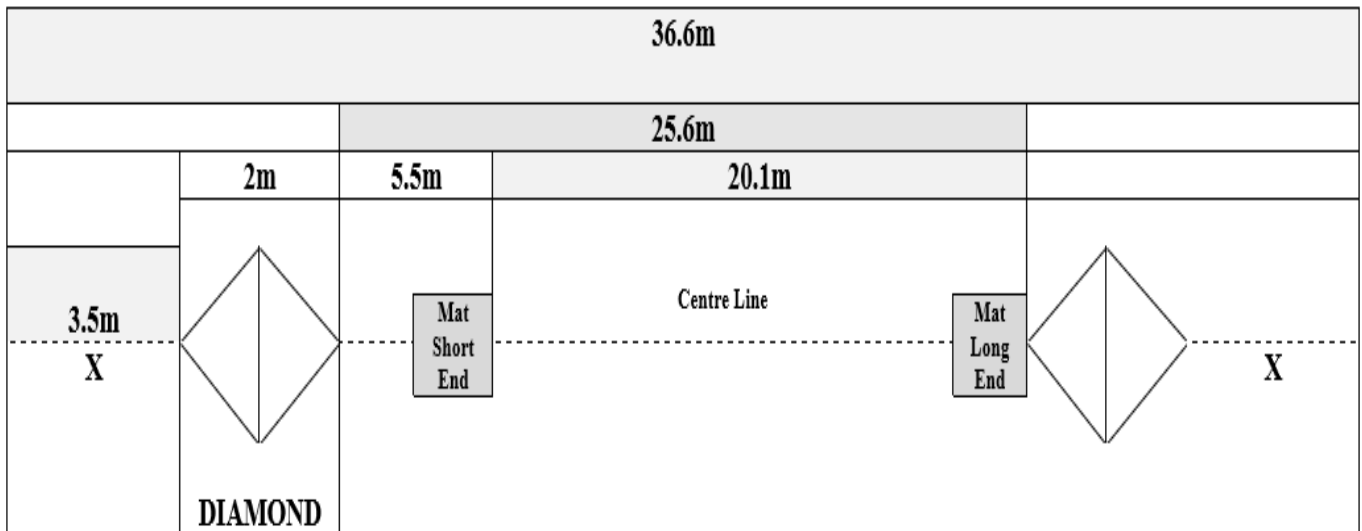 36.6m
25.6m
2m
5.5m
20.1m
Centre Line
3.5m
X
Mat
Short
End
Mat
Long
End
X
DIAMOND